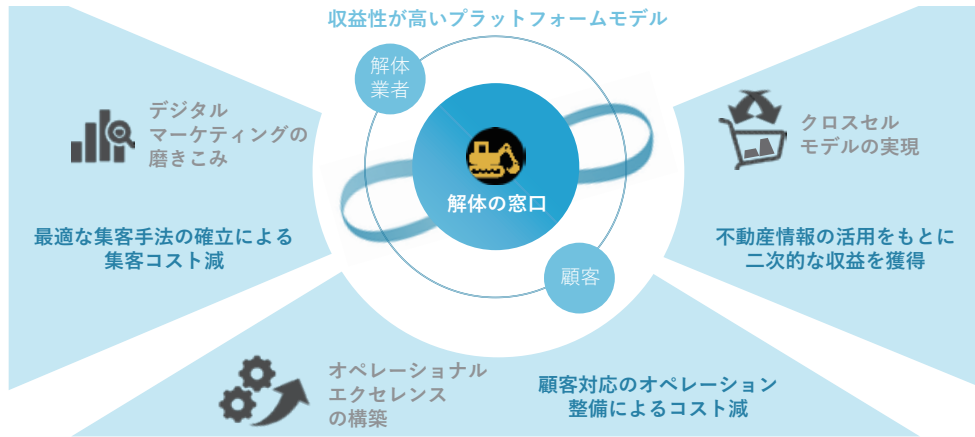 収益性が高いプラットフォームモデル
解体
業者
デジタル
マーケティングの
磨きこみ
クロスセル
モデルの実現
解体の窓口
最適な集客手法の確立による
集客コスト減
不動産情報の活用をもとに
二次的な収益を獲得
顧客
オペレーショナル
エクセレンス
の構築
顧客対応のオペレーション
整備によるコスト減